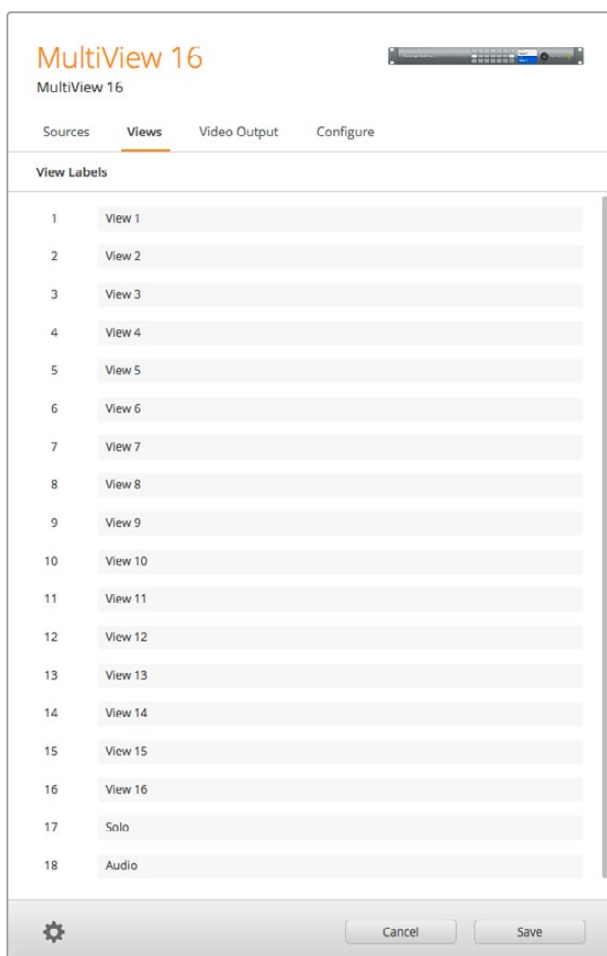 MultiView 16
MultiView 16
Sources Views Video Output Configure
View Labels
1 View 1
2 View 2
3 View 3
4 View 4
5 View 5
6 View 6
7 View 7
8 View 8
9 View 9
10 View 10
11 View 11
12 View 12
13 View 13
14 View 14
15 View 15
16 View 16
17 Solo
18 Audio
Cancel Save